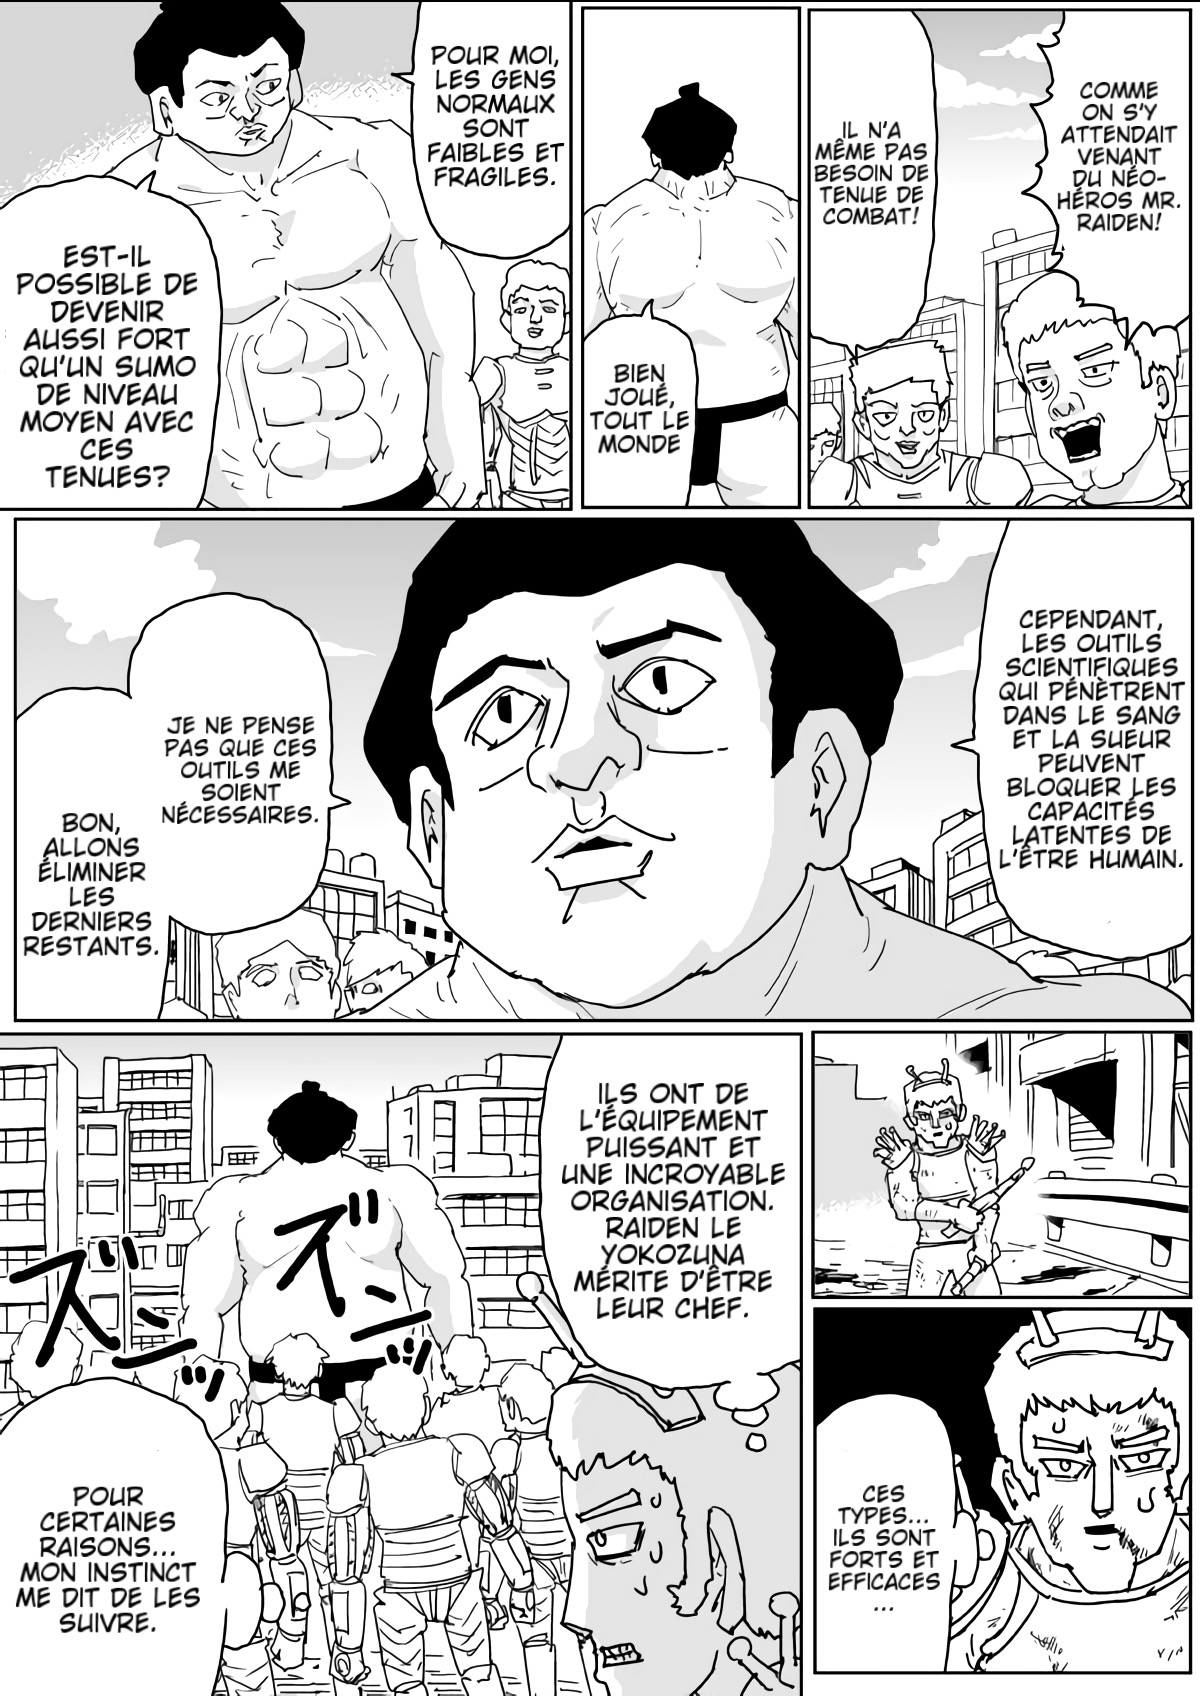 COMME
ON S'Y
ATTENDAIT
VENANT
DU NÉO-
HÉROS MR.
RAIDEN!
IL N'A
MÊME PAS
BESOIN DE
TENUE DE
COMBAT!
BIEN
JOUÉ,
TOUT LE
MONDE
POUR MOI,
LES GENS
NORMAUX
SONT
FAIBLES ET
FRAGILES.
EST-IL
POSSIBLE DE
DEVENIR
AUSSI FORT
QU'UN SUMO
DE NIVEAU
MOYEN AVEC
CES
TENUES?
CEPENDANT,
LES OUTILS
SCIENTIFIQUES
QUI PÉNÈTRENT
DANS LE SANG
ET LA SUEUR
PEUVENT
BLOQUER LES
CAPACITÉS
LATENTES DE
L'ÊTRE HUMAIN.
JE NE PENSE
PAS QUE CES
OUTILS ME
SOIENT
NÉCESSAIRES.
BON,
ALLONS
ÉLIMINER
LES
DERNIERS
RESTANTS.
CES
TYPES...
ILS SONT
FORTS ET
EFFICACES
...
ILS ONT DE
L'ÉQUIPEMENT
PUISSANT ET
UNE INCROYABLE
ORGANISATION.
RAIDEN LE
YOKOZUNA
MÉRITE D'ÊTRE
LEUR CHEF.
ズンッ
ズンッ
POUR
CERTAINES
RAISONS...
MON INSTINCT
ME DIT DE LES
SUIVRE.